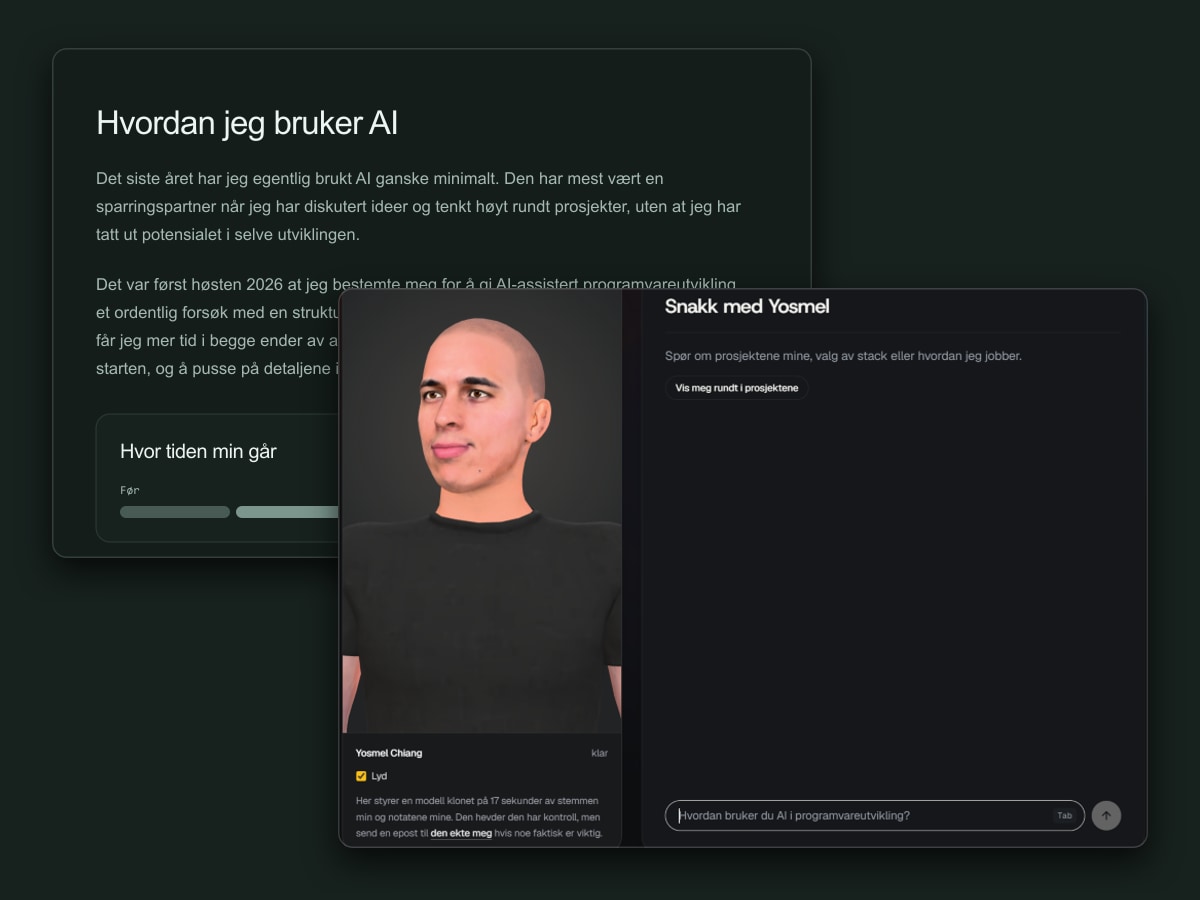 Hvordan jeg bruker AI
Det siste året har jeg egentlig brukt AI ganske minimalt. Den har mest vært en
sparringspartner når jeg har diskutert ideer og tenkt høyt rundt prosjekter, uten at jeg har
tatt ut potensialet i selve utviklingen.
Det var først høsten 2026 at jeg bestemte meg for å gi AI-assistert programvareutvikling
et ordentlig forsøk med en
får jeg mer tid i begge ender av
starten, og å pusse på detaljene
Hvor tiden min går
Før
Snakk med Yosmel
Spør om prosjektene mine, valg av stack eller hvordan jeg jobber.
Vis meg rundt i prosjektene
Yosmel Chiang
klar
Lyd
Her styrer en modell klonet på 17 sekunder av stemmen
min og notatene mine. Den hevder den har kontroll, men
send en epost til den ekte meg hvis noe faktisk er viktig.
Hvordan bruker du AI i programvareutvikling?
Tab